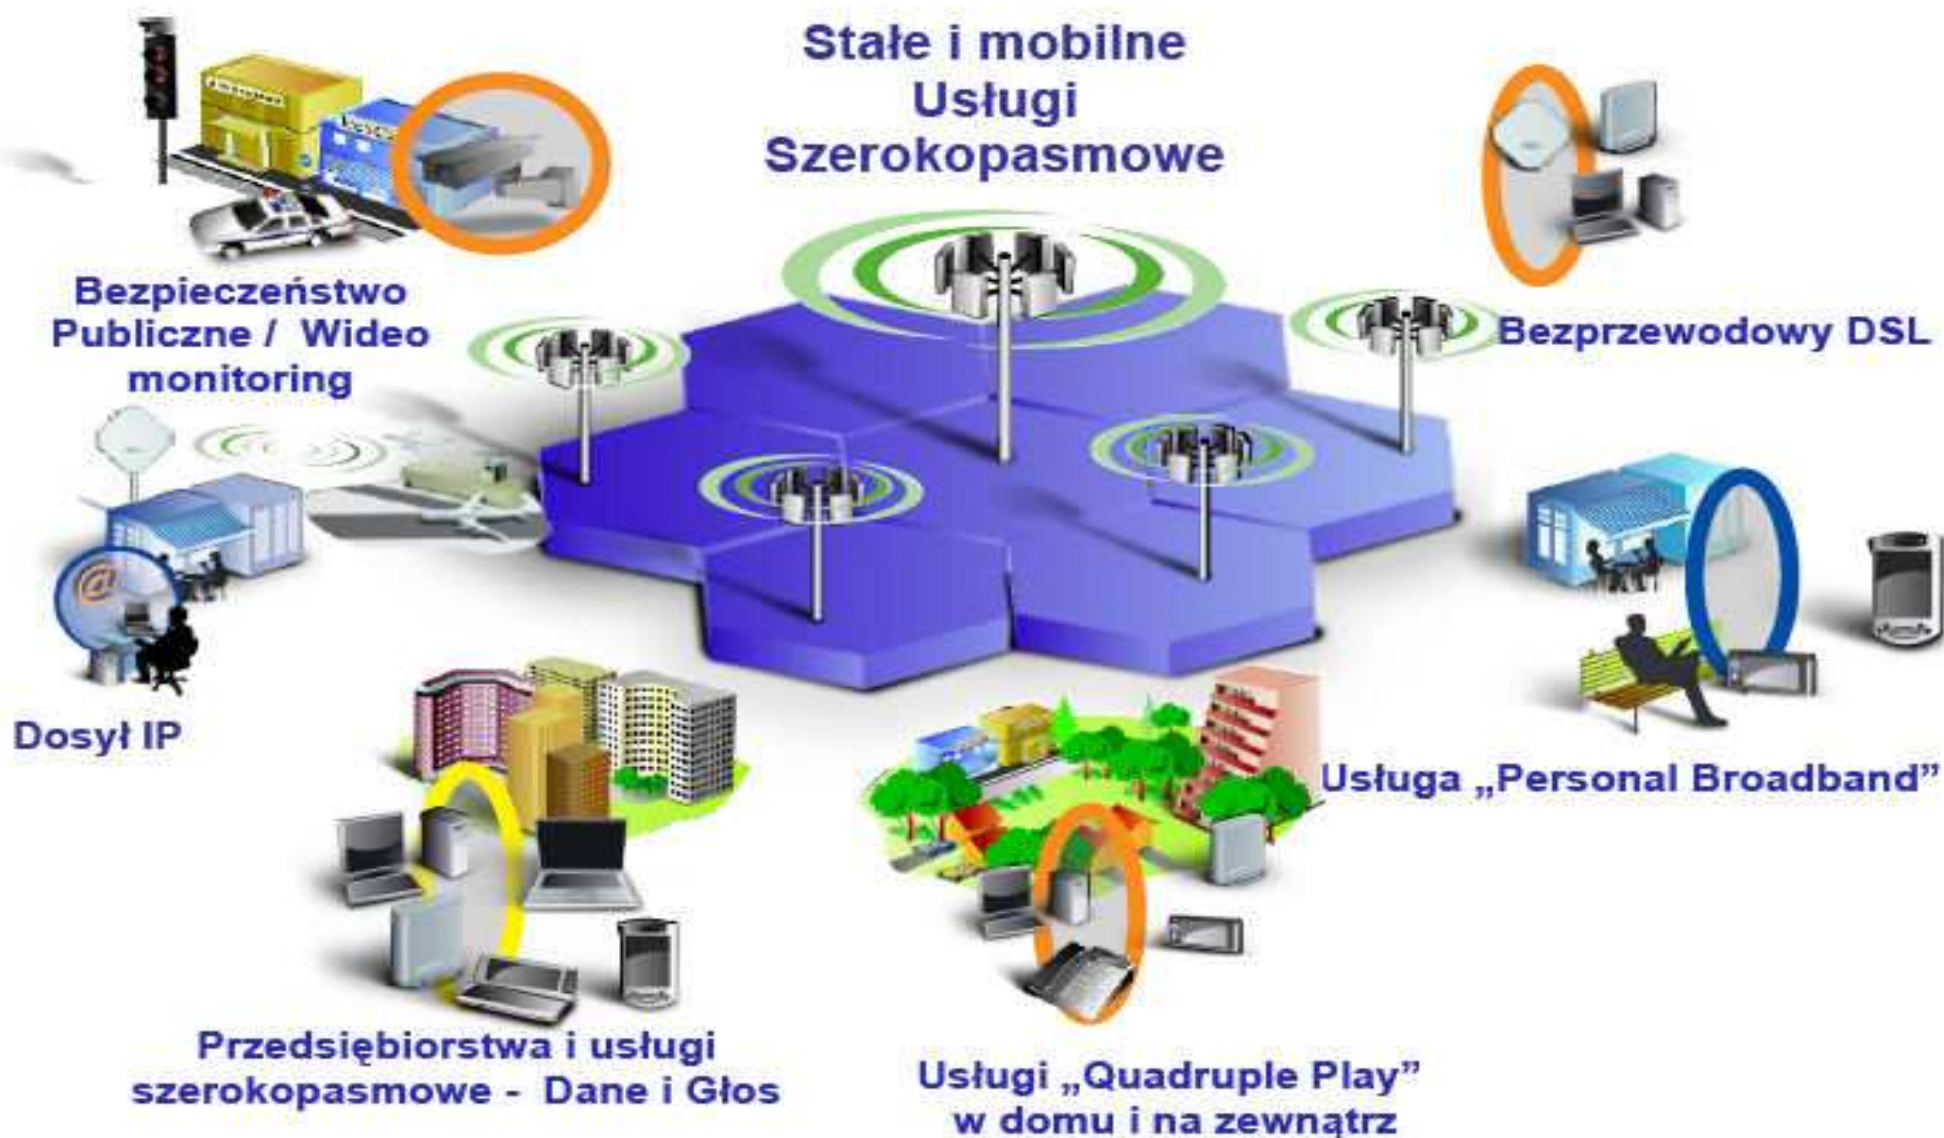 Stałe i mobilne
Usługi
Szerokopasmowe
Bezpieczeństwo
Publiczne / Wideo
monitoring
Bezprzewodowy DSL
@
Dosył IP
Usługa „Personal Broadband”
Przedsiębiorstwa i usługi
szerokopasmowe - Dane i Głos
Usługi „Quadruple Play”
w domu i na zewnątrz